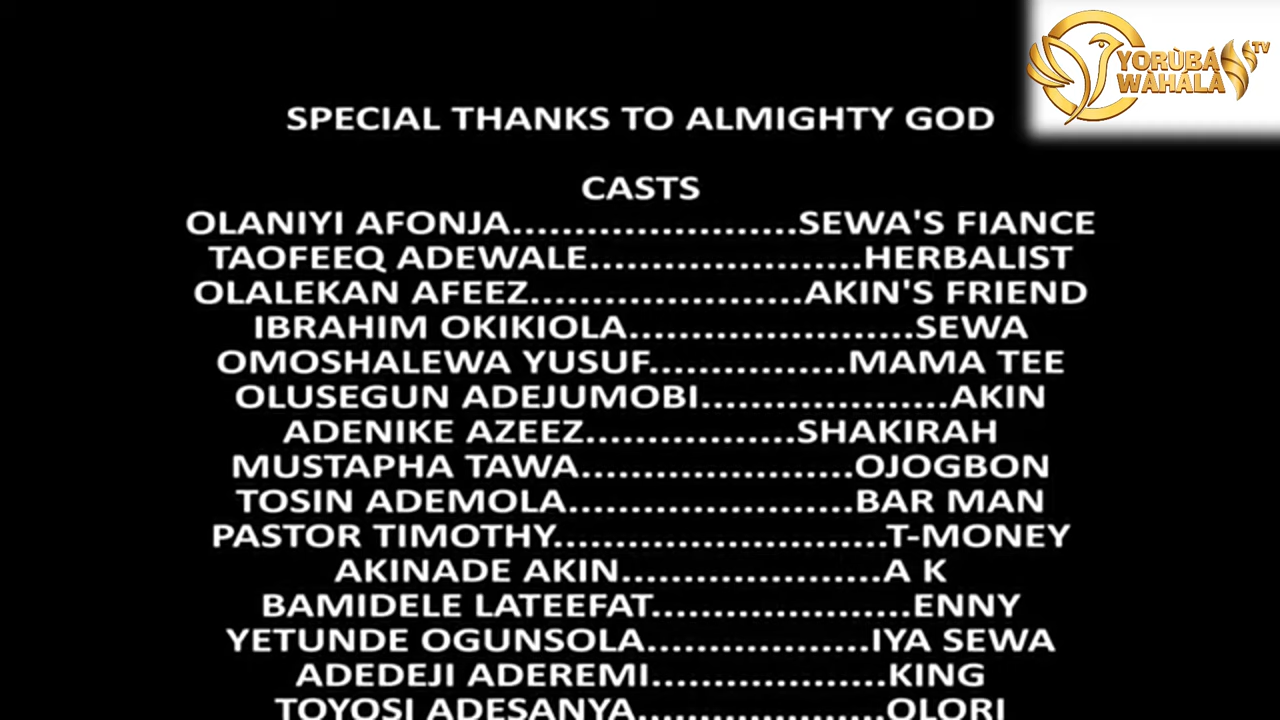 YORÙBÁ TV
WAHALA
SPECIAL THANKS TO ALMIGHTY GOD
CASTS
OLANIYI AFONJA.......................SEWA'S FIANCE
TAOFEEQ ADEWALE......................HERBALIST
OLALEKAN AFEEZ......................AKIN'S FRIEND
IBRAHIM OKIKIOLA.......................SEWA
OMOSHALEWA YUSUF................MAMA TEE
OLUSEGUN ADEJUMOBI....................AKIN
ADENIKE AZEEZ.................SHAKIRAH
MUSTAPHA TAWA......................OJOGBON
TOSIN ADEMOLA.......................BAR MAN
PASTOR TIMOTHY...........................T-MONEY
AKINADE AKIN.....................A K
BAMIDELE LATEEFAT.....................ENNY
YETUNDE OGUNSOLA..................IYA SEWA
ADEDEJI ADEREMI...................KING
TOYOSI ADESANYA....................OLORI